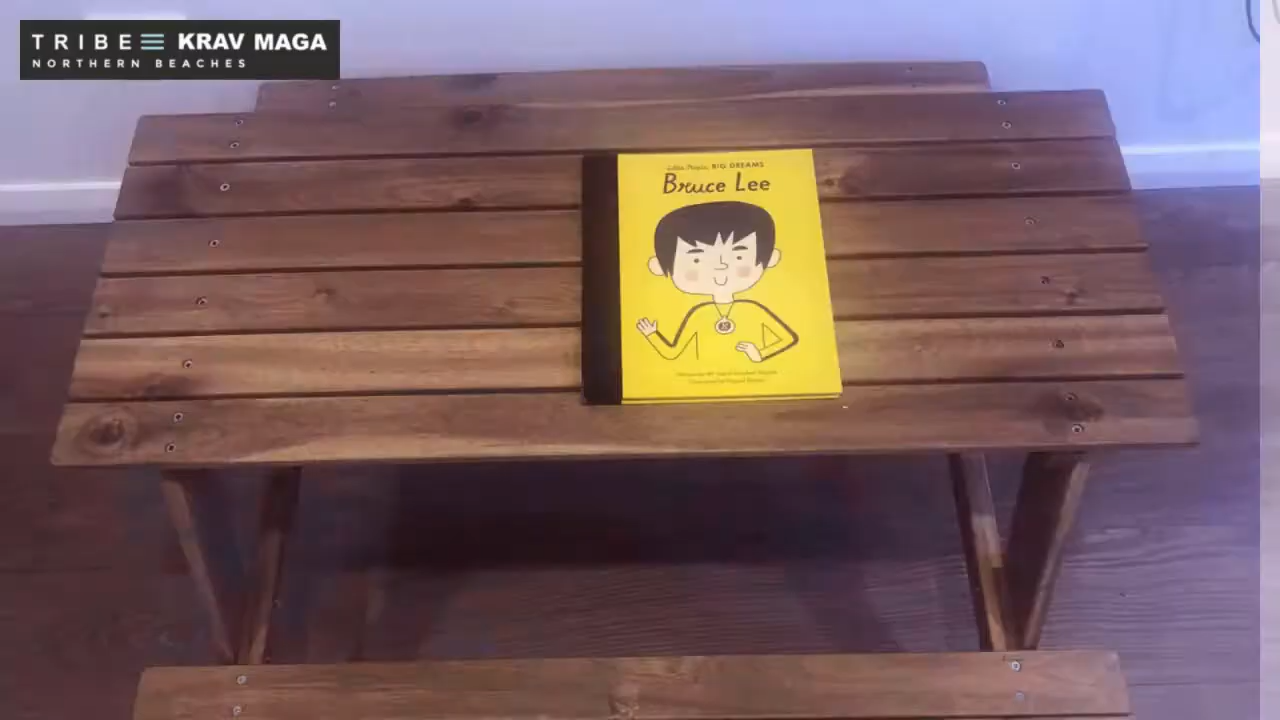 TRIBE KRAV MAGA
NORTHERN BEACHES
Little People, BIG DREAMS
Bruce Lee